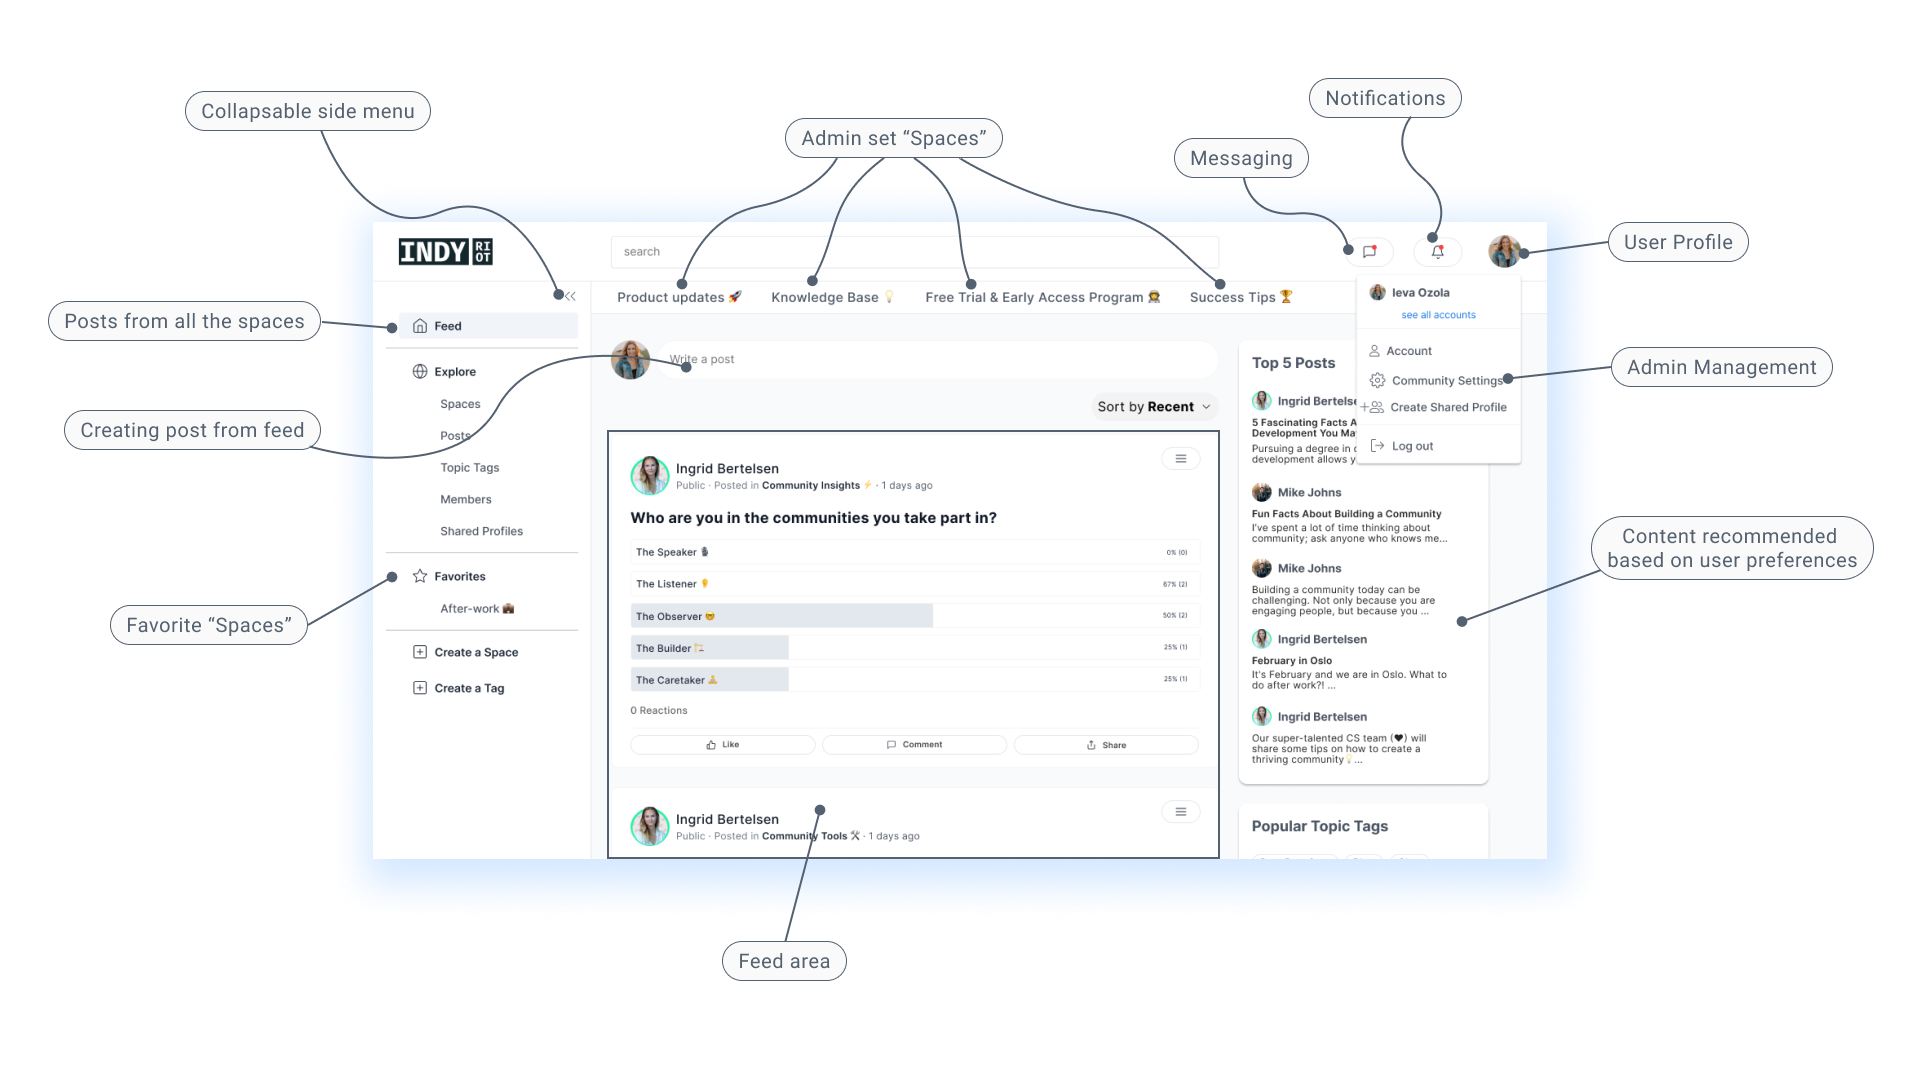 Notifications
Collapsable side menu
Admin set “Spaces”
Messaging
User Profile
INDY RIOT
search
Product updates 🚀
Knowledge Base 💡
Free Trial & Early Access Program 👩‍🚀
Success Tips 🏆
Ieva Ozola
see all accounts
Account
Community Settings
Create Shared Profile
Log out
Admin Management
Posts from all the spaces
Feed
Explore
Spaces
Posts
Topic Tags
Members
Shared Profiles
Creating post from feed
Favorites
After-work 💼
Favorite “Spaces”
Create a Space
Create a Tag
Write a post
Sort by Recent
Ingrid Bertelsen
Public · Posted in Community Insights ⚡ · 1 days ago
Who are you in the communities you take part in?
The Speaker 🗣 0% (0)
The Listener 👂 67% (2)
The Observer 🤓 50% (2)
The Builder 🏗 25% (1)
The Caretaker 🧘 25% (1)
0 Reactions
Like
Comment
Share
Ingrid Bertelsen
Public · Posted in Community Tools 🛠 · 1 days ago
Feed area
Top 5 Posts
Ingrid Bertelse
5 Fascinating Facts A
Development You May
Pursuing a degree in c
development allows y
Mike Johns
Fun Facts About Building a Community
I've spent a lot of time thinking about
community; ask anyone who knows me...
Mike Johns
Building a community today can be
challenging. Not only because you are
engaging people, but because you ...
Ingrid Bertelsen
February in Oslo
It's February and we are in Oslo. What to
do after work?! ...
Ingrid Bertelsen
Our super-talented CS team (🖤) will
share some tips on how to create a
thriving community💡...
Popular Topic Tags
Content recommended
based on user preferences